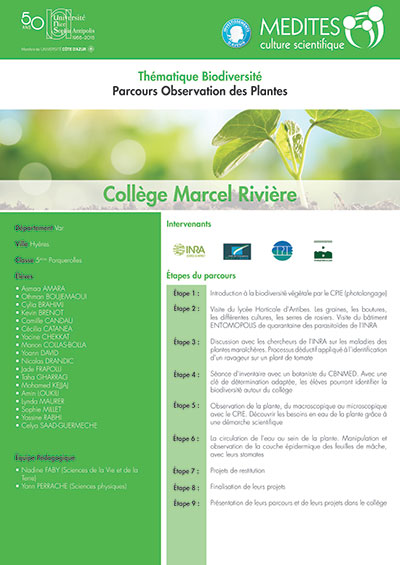 50
ans
Université
Nice
Sophia Antipolis
1965-2015
Membre de UNIVERSITÉ CÔTE D'AZUR
MEDITES
culture scientifique
Thématique Biodiversité
Parcours Observation des Plantes
Collège Marcel Rivière
Département Var
Ville Hyères
Classe 5ème Porquerolles
Élèves
• Asmaa AMARA
• Othman BOUJEMAOUI
• Cylia BRAHIMI
• Kevin BRENOT
• Camille CANDAU
• Cécilia CATANEA
• Yacine CHEKKAT
• Manon COLLAS-BOLLA
• Yoann DAVID
• Nicolas DRANDIC
• Jade FRAPOLLI
• Taha GHARRAG
• Mohamed KEJJAJ
• Amin LOUKILI
• Lynda MAURER
• Sophie MILLET
• Yassine RABIHI
• Celya SAAD-GUERMECHE
Équipe Pédagogique
• Nadine FABY (Sciences de la Vie et de la
Terre)
• Yann PERRACHE (Sciences physiques)
Intervenants
INRA
CPIE
Étapes du parcours
Étape 1 : Introduction à la biodiversité végétale par le CPIE (photolangage)
Étape 2 : Visite du lycée Horticole d'Antibes. Les graines, les boutures,
les différentes cultures, les serres de rosiers. Visite du bâtiment
ENTOMOPOLIS de quarantaine des parasitoïdes de l'INRA
Étape 3 : Discussion avec les chercheurs de l'INRA sur les maladies des
plantes maraîchères. Processus déductif appliqué à l'identification
d'un ravageur sur un plant de tomate
Étape 4 : Séance d'inventaire avec un botaniste du CBNMED. Avec une
clé de détermination adaptée, les élèves pourront identifier la
biodiversité autour du collège
Étape 5 : Observation de la plante, du macroscopique au microscopique
avec le CPIE. Découvrir les besoins en eau de la plante grâce à
une démarche scientifique
Étape 6 : La circulation de l'eau au sein de la plante. Manipulation et
observation de la couche épidermique des feuilles de mâche,
avec leurs stomates
Étape 7 : Projets de restitution
Étape 8 : Finalisation de leurs projets
Étape 9 : Présentation de leurs parcours et de leurs projets dans le collège